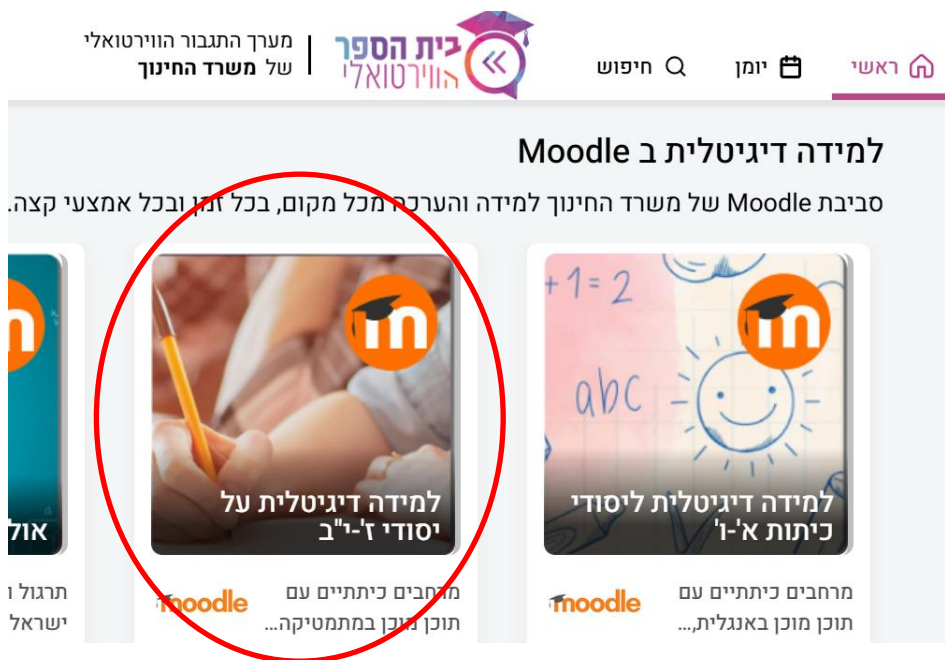 ראשי
יומן
חיפוש
בית הספר
הווירטואלי
מערך התגבור הווירטואלי
של משרד החינוך
למידה דיגיטלית ב Moodle
סביבת Moodle של משרד החינוך למידה והערכה מכל מקום, בכל זמן ובכל אמצעי קצה.
+1=2
abc
m
למידה דיגיטלית ליסודי
כיתות א'-ו'
מרחבים כיתתיים עם
תוכן מוכן באנגלית,...
moodle
m
למידה דיגיטלית על
יסודי ז'-י"ב
מרחבים כיתתיים עם
תוכן מוכן במתמטיקה...
moodle
אול
תרגול
ישראל